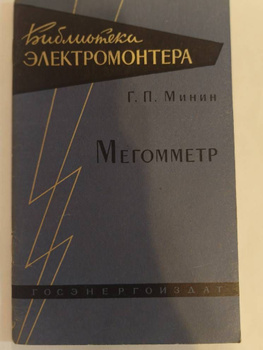 Библиотека
ЭЛЕКТРОМОНТЕРА
Г. П. Минин
МЕГОММЕТР
ГОСЭНЕРГОИЗДАТ